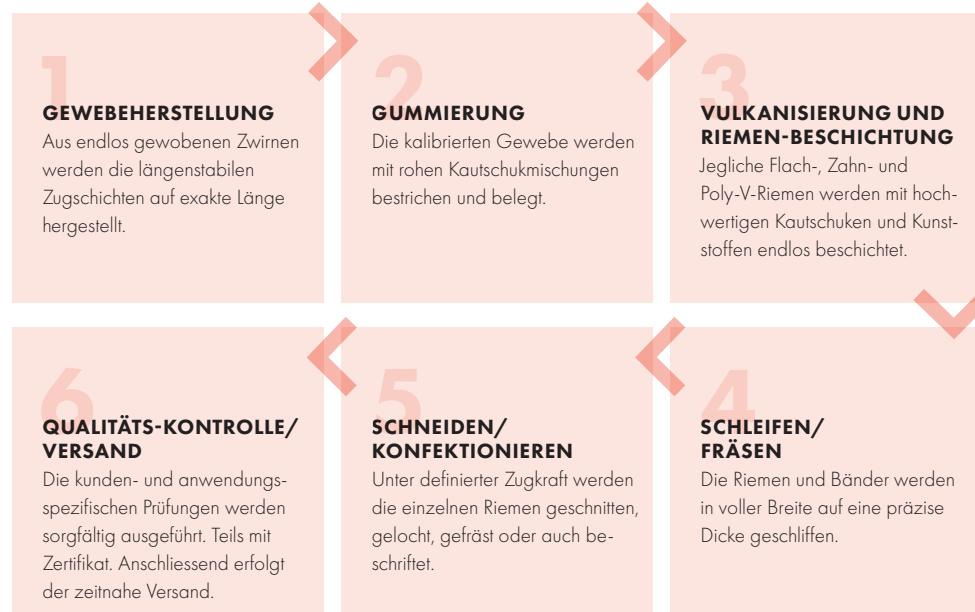 1
GEWEBEHERSTELLUNG
Aus endlos gewobenen Zwirnen
werden die längenstabilen
Zugschichten auf exakte Länge
hergestellt.
2
GUMMIERUNG
Die kalibrierten Gewebe werden
mit rohen Kautschukmischungen
bestrichen und belegt.
3
VULKANISIERUNG UND
RIEMEN-BESCHICHTUNG
Jegliche Flach-, Zahn- und
Poly-V-Riemen werden mit hoch-
wertigen Kautschuken und Kunst-
stoffen endlos beschichtet.
4
SCHLEIFEN/
FRÄSEN
Die Riemen und Bänder werden
in voller Breite auf eine präzise
Dicke geschliffen.
5
SCHNEIDEN/
KONFEKTIONIEREN
Unter definierter Zugkraft werden
die einzelnen Riemen geschnitten,
gelocht, gefräst oder auch be-
schriftet.
6
QUALITÄTS-KONTROLLE/
VERSAND
Die kunden- und anwendungs-
spezifischen Prüfungen werden
sorgfältig ausgeführt. Teils mit
Zertifikat. Anschliessend erfolgt
der zeitnahe Versand.